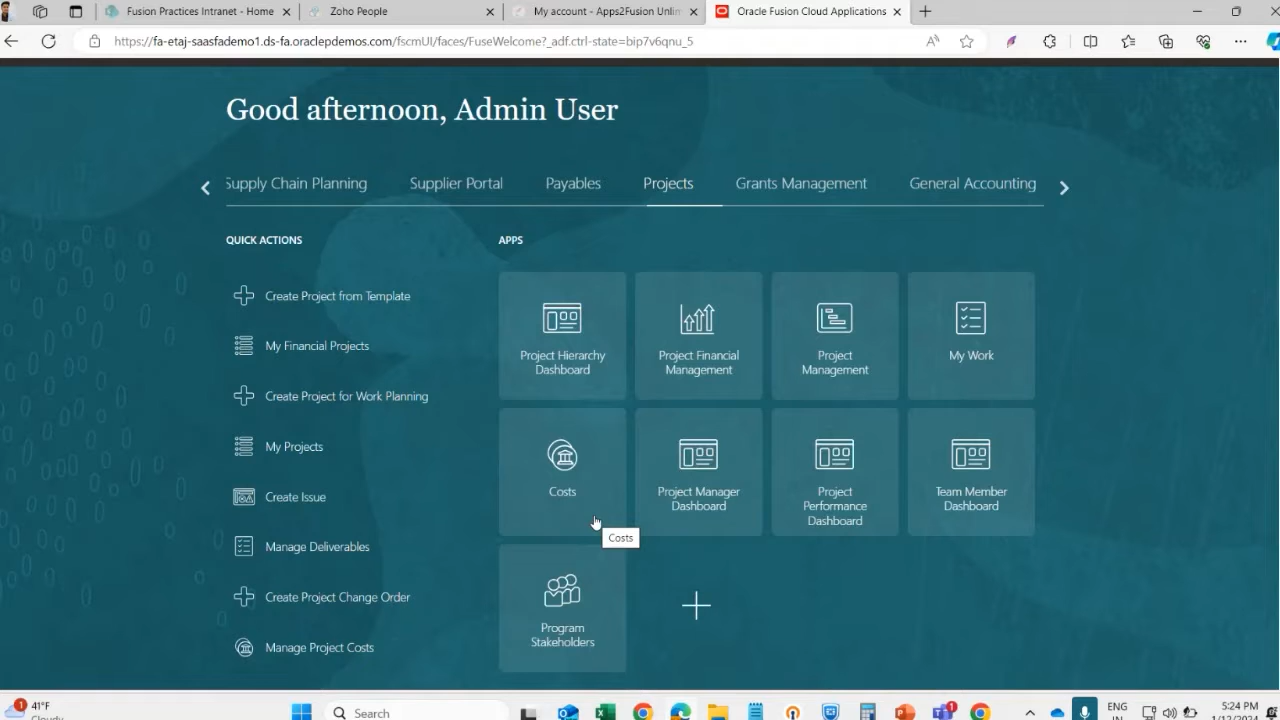 Fusion Practices Intranet - Home
Zoho People
My account - Apps2Fusion Unlim
Oracle Fusion Cloud Applications
https://fa-etaj-saasfademo1.ds-fa.oraclepdemos.com/fscmUI/faces/FuseWelcome?_adf.ctrl-state=bip7v6qnu_5
Good afternoon, Admin User
Supply Chain Planning
Supplier Portal
Payables
Projects
Grants Management
General Accounting
QUICK ACTIONS
Create Project from Template
My Financial Projects
Create Project for Work Planning
My Projects
Create Issue
Manage Deliverables
Create Project Change Order
Manage Project Costs
APPS
Project Hierarchy
Dashboard
Project Financial
Management
Project
Management
My Work
Costs
Project Manager
Dashboard
Project
Performance
Dashboard
Team Member
Dashboard
Costs
Program
Stakeholders
1
41°F
Cloudy
Search
ENG
IN
5:24 PM